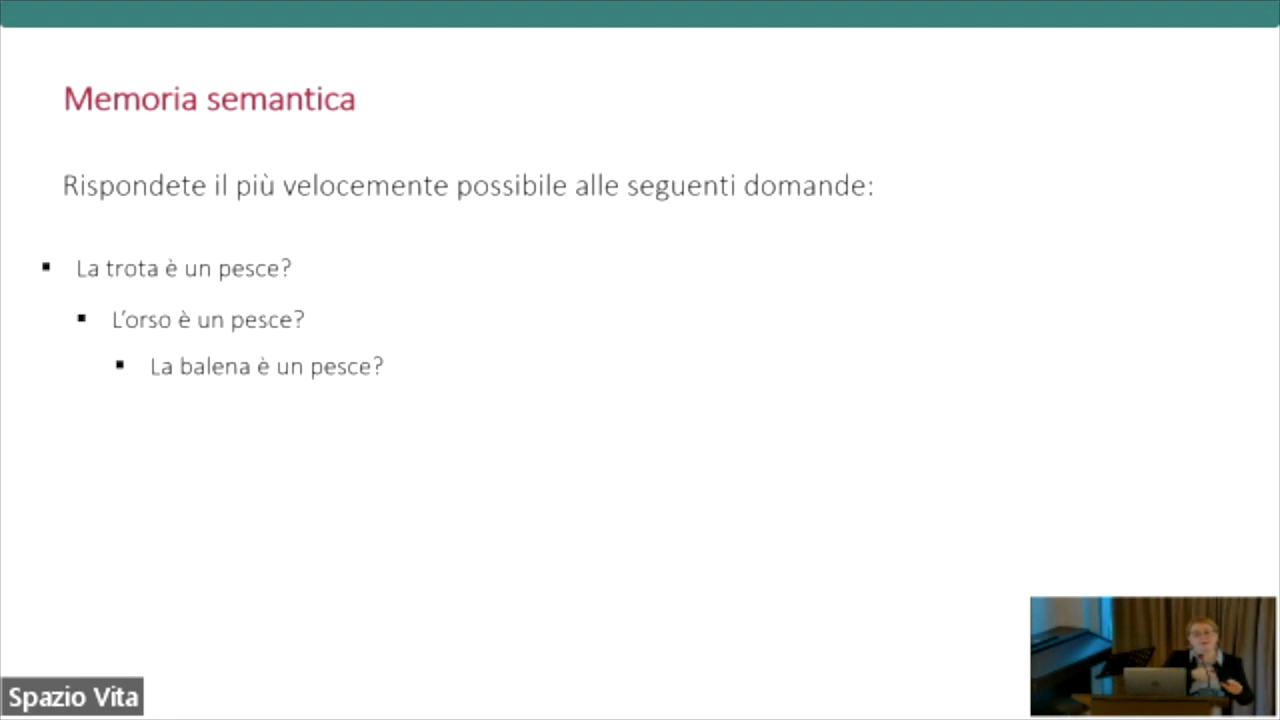 Memoria semantica
Rispondete il più velocemente possibile alle seguenti domande:
La trota è un pesce?
L'orso è un pesce?
La balena è un pesce?
Spazio Vita